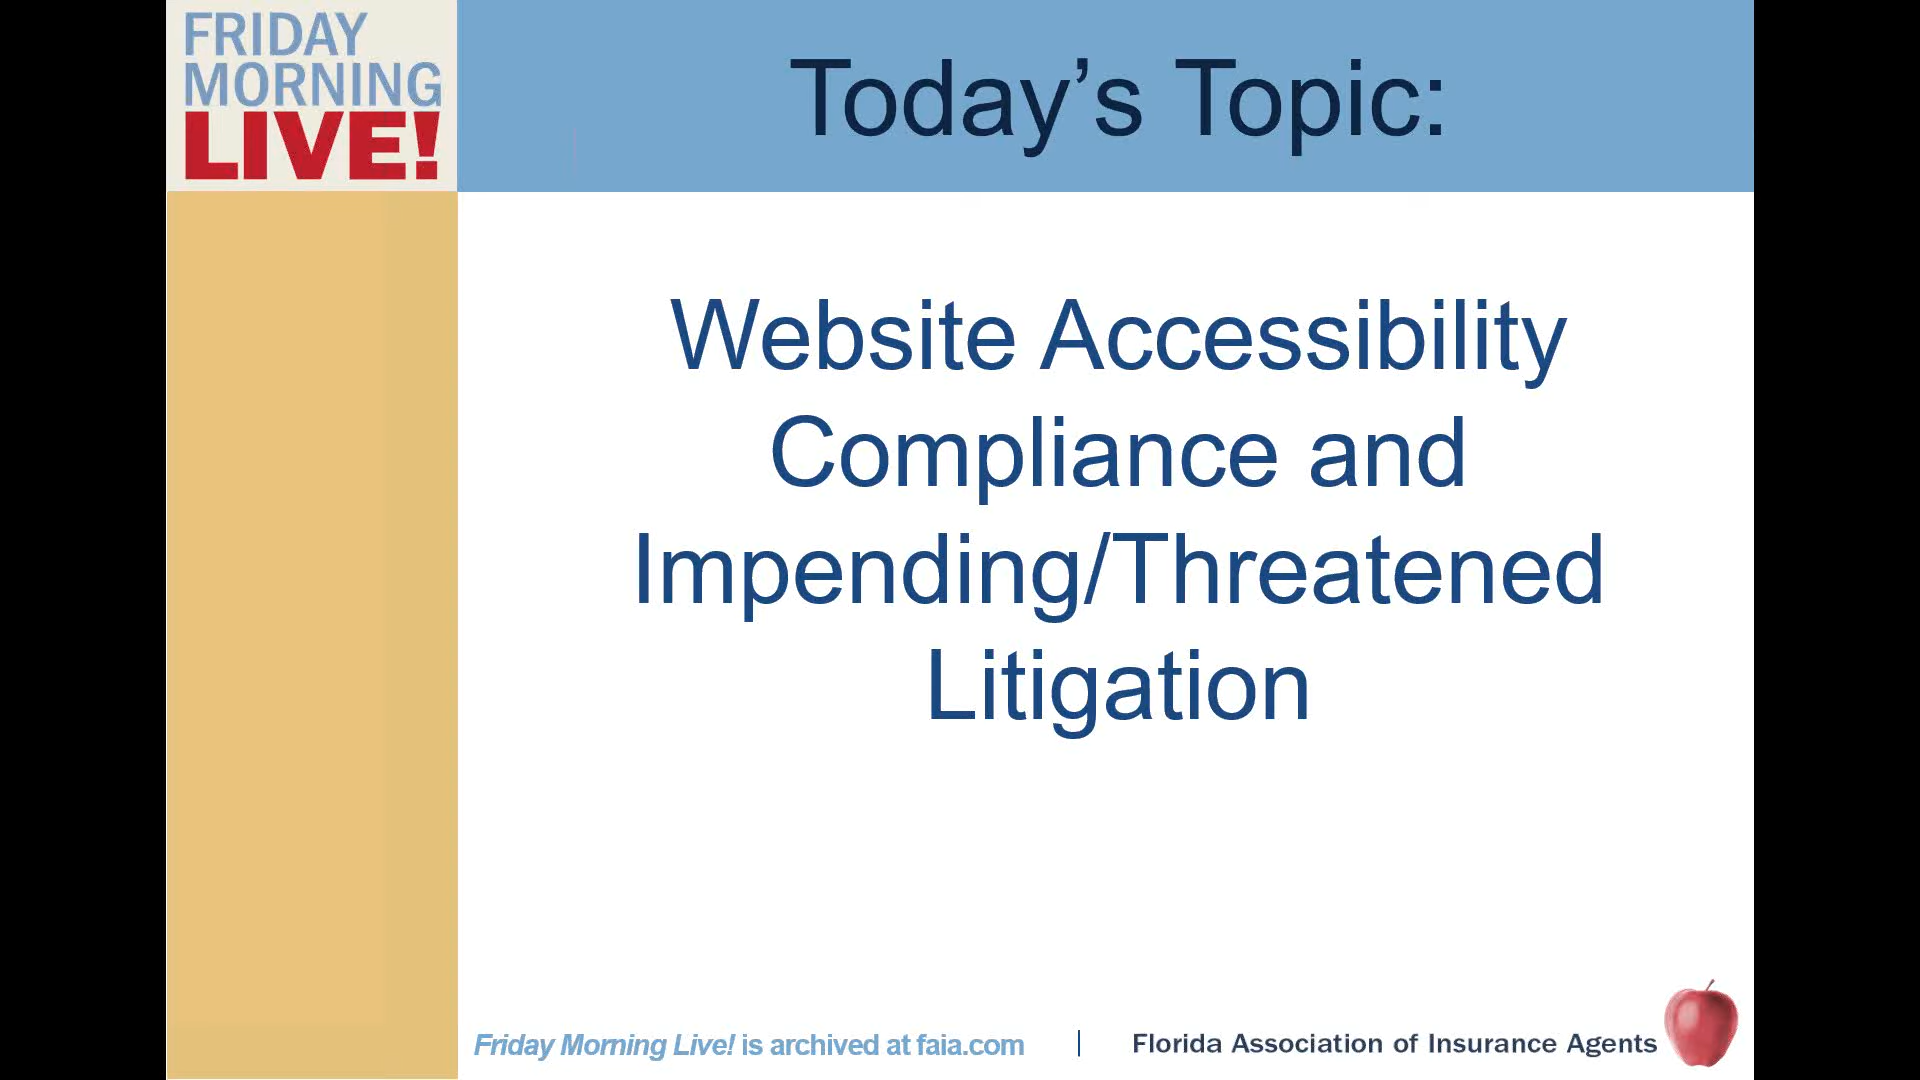 FRIDAY
MORNING
LIVE!
Today’s Topic:
Website Accessibility
Compliance and
Impending/Threatened
Litigation
Friday Morning Live! is archived at faia.com | Florida Association of Insurance Agents